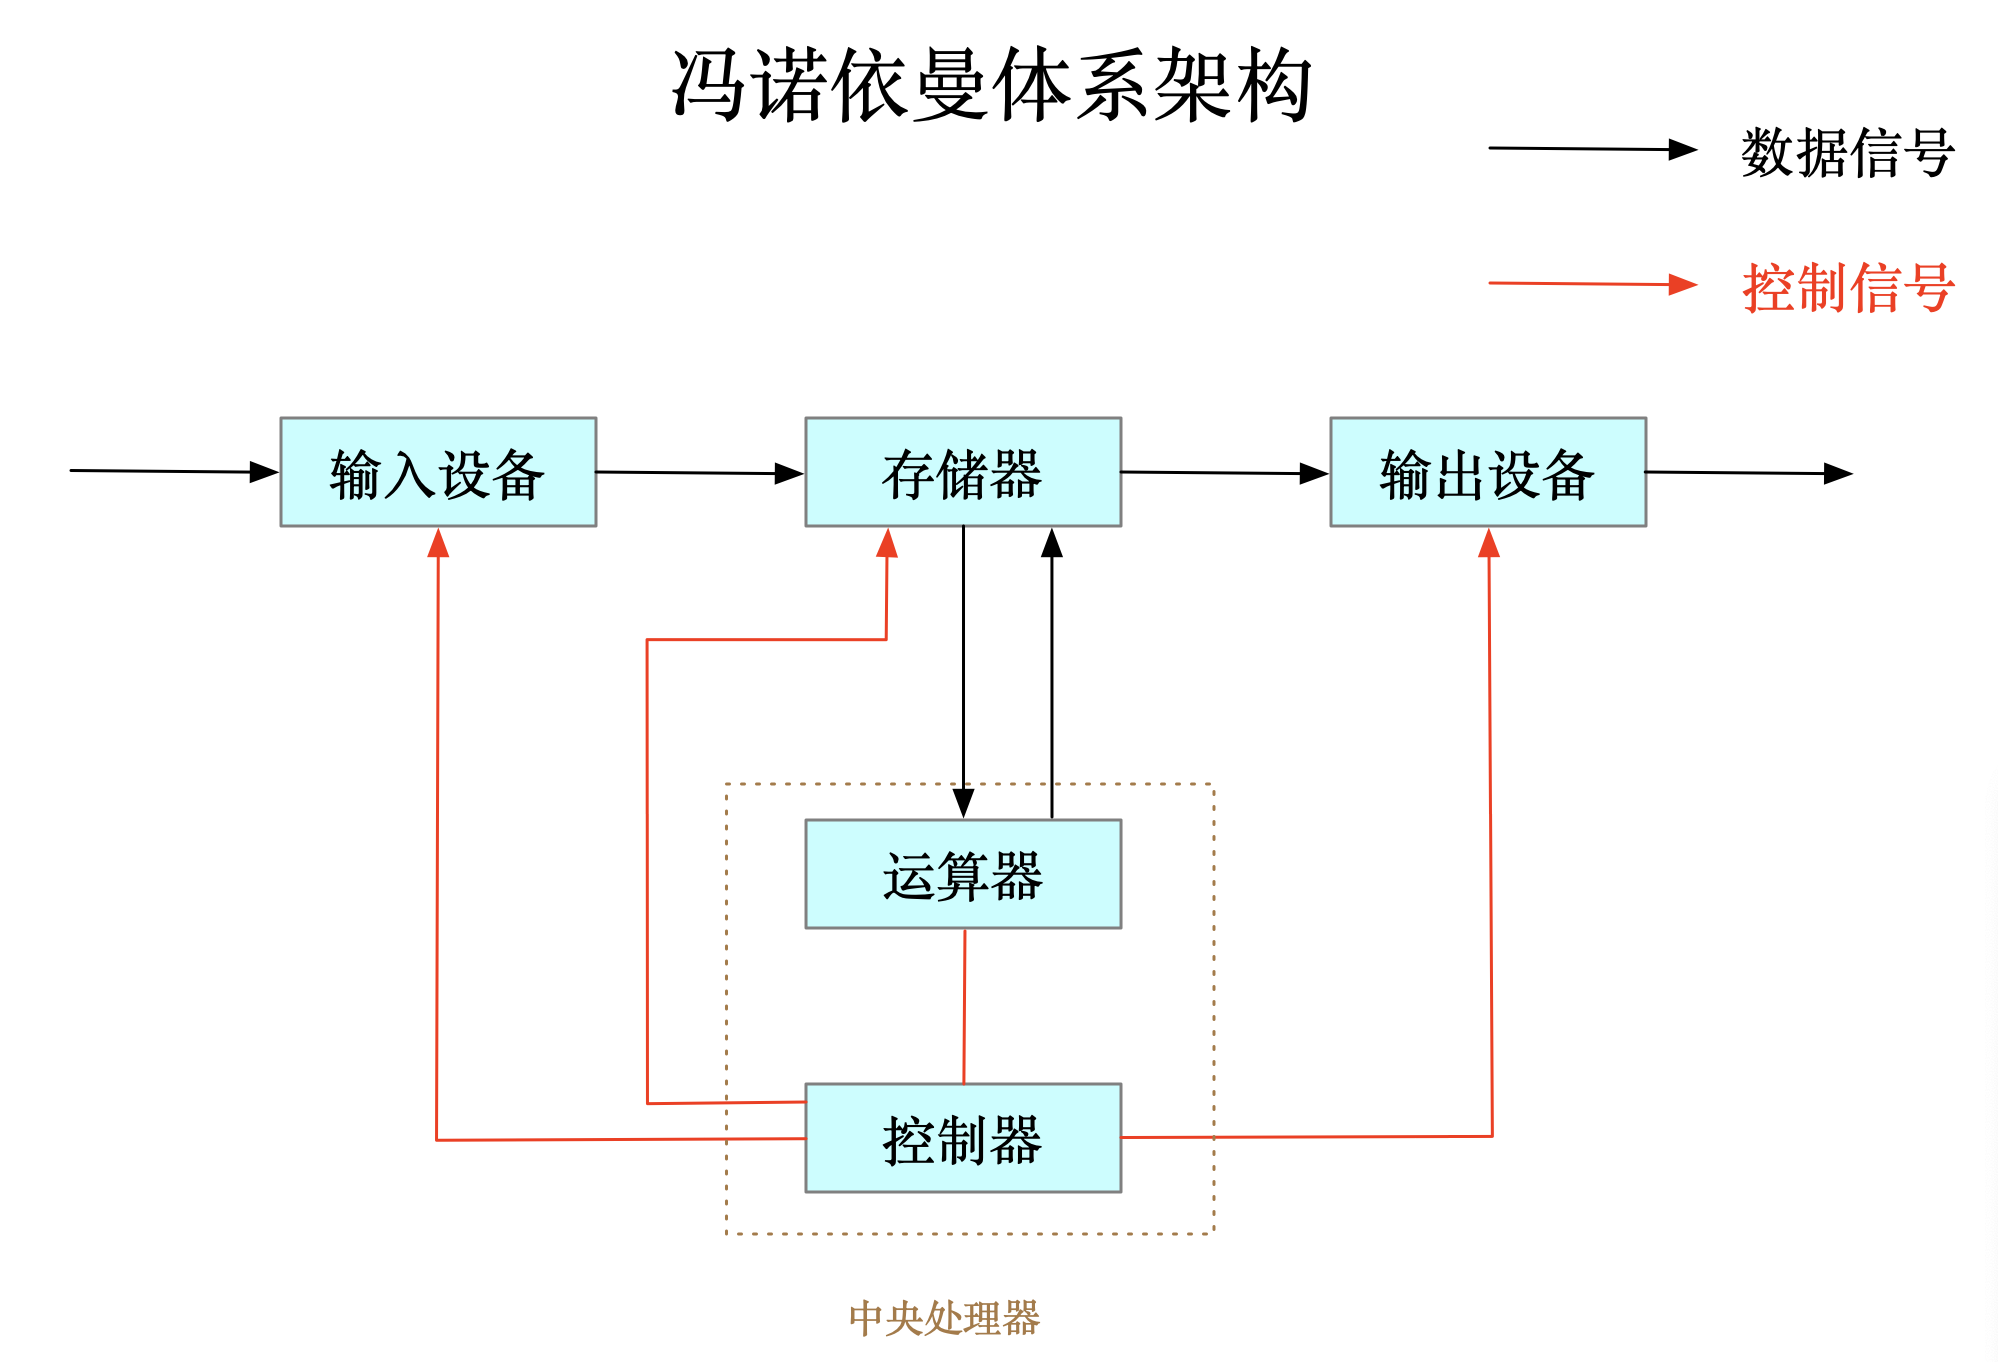 冯诺依曼体系架构
数据信号
控制信号
输入设备
存储器
输出设备
运算器
控制器
中央处理器